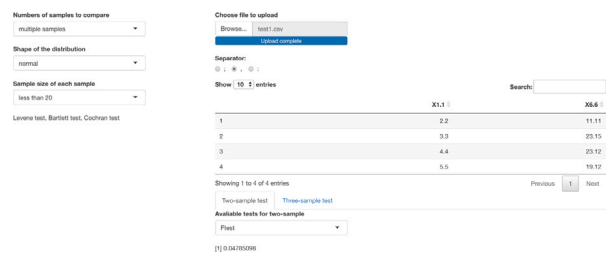 Numbers of samples to compare
multiple samples
Shape of the distribution
normal
Sample size of each sample
less than 20
Levene test, Bartlett test, Cochran test
Choose file to upload
Browse... test1.csv
Upload complete
Separator:
; , :
Show 10 entries
Search:
X1.1 X6.6
1 2.2 11.11
2 3.3 23.15
3 4.4 23.12
4 5.5 19.12
Showing 1 to 4 of 4 entries
Previous 1 Next
Two-sample test Three-sample test
Avaliable tests for two-sample
Ftest
[1] 0.04785098